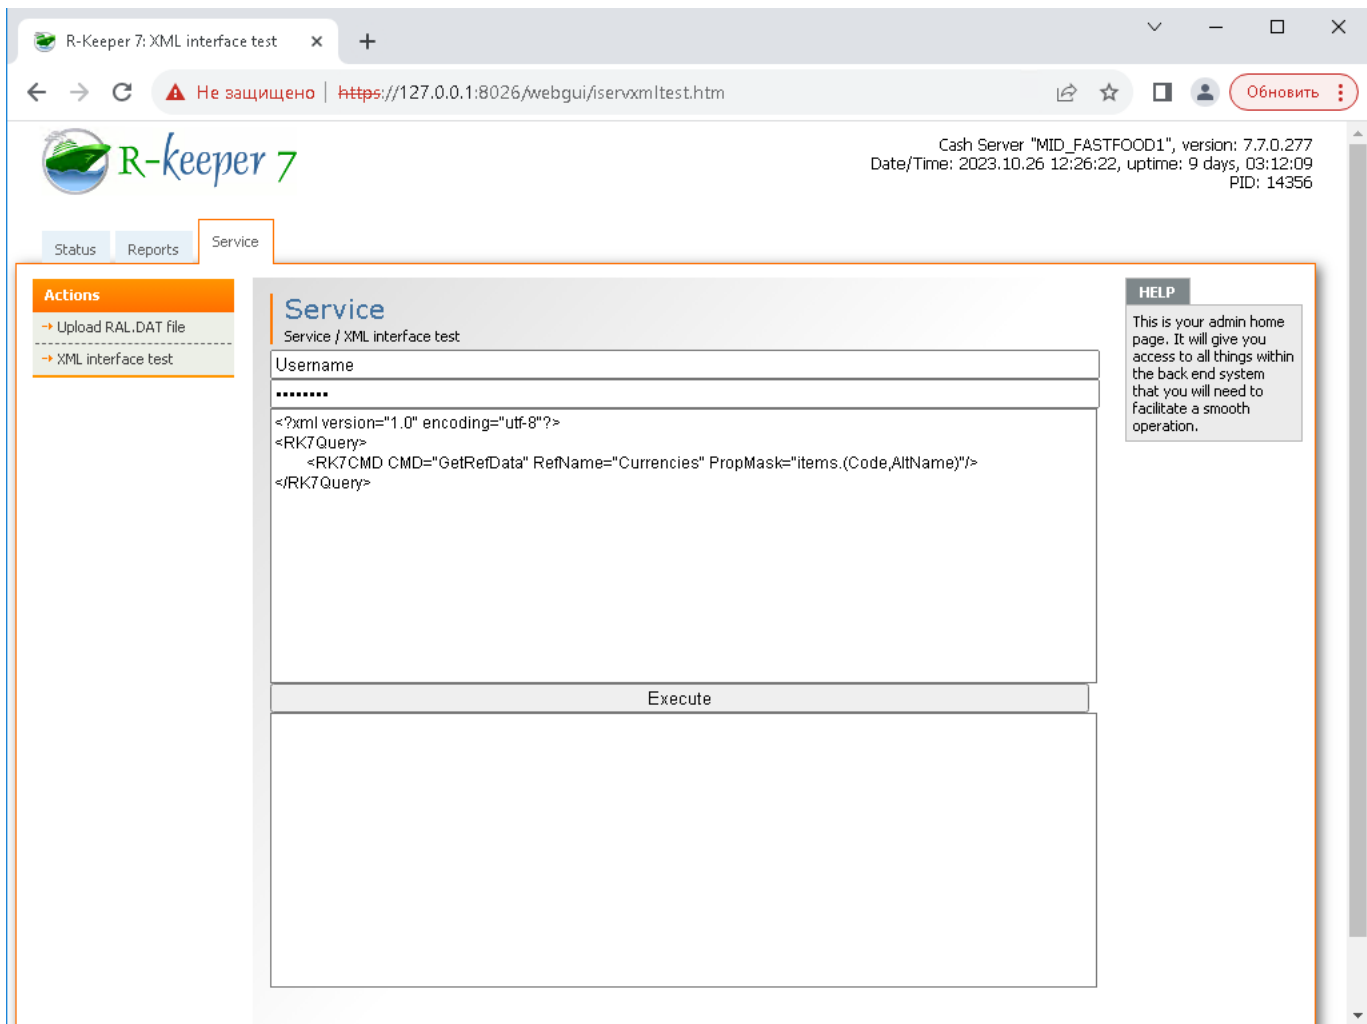 R-Keeper 7: XML interface test
Не защищено
https://127.0.0.1:8026/webgui/iservxmltest.htm
Обновить
R-keeper 7
Cash Server "MID_FASTFOOD1", version: 7.7.0.277
Date/Time: 2023.10.26 12:26:22, uptime: 9 days, 03:12:09
PID: 14356
Status
Reports
Service
Actions
Upload RAL.DAT file
XML interface test
Service
Service / XML interface test
Username
••••••••
<?xml version="1.0" encoding="utf-8"?>
<RK7Query>
<RK7CMD CMD="GetRefData" RefName="Currencies" PropMask="items.(Code,AltName)"/>
</RK7Query>
Execute
HELP
This is your admin home
page. It will give you
access to all things within
the back end system
that you will need to
facilitate a smooth
operation.